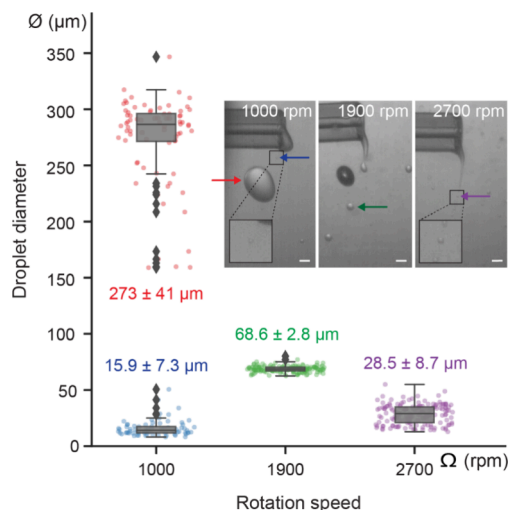 Ø (µm)
350
300
250
200
150
100
50
0
Droplet diameter
1000 rpm
1900 rpm
2700 rpm
273 ± 41 µm
68.6 ± 2.8 µm
15.9 ± 7.3 µm
28.5 ± 8.7 µm
1000
1900
2700
Ω (rpm)
Rotation speed